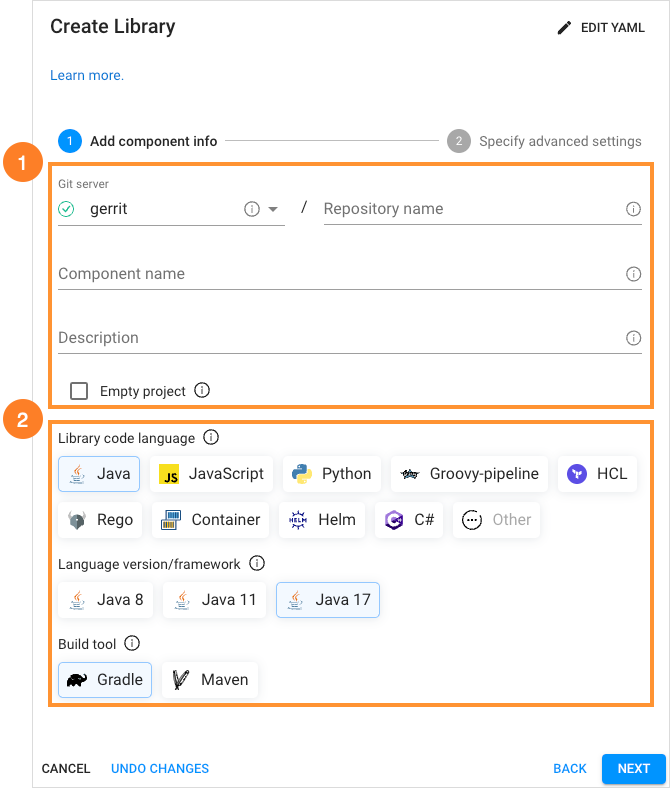 Create Library
EDIT YAML
Learn more.
1 Add component info
2 Specify advanced settings
1
Git server
gerrit / Repository name
Component name
Description
Empty project
2
Library code language
Java JS JavaScript Python Groovy-pipeline HCL
Rego Container HELM Helm C# Other
Language version/framework
Java 8 Java 11 Java 17
Build tool
Gradle Maven
CANCEL UNDO CHANGES BACK NEXT